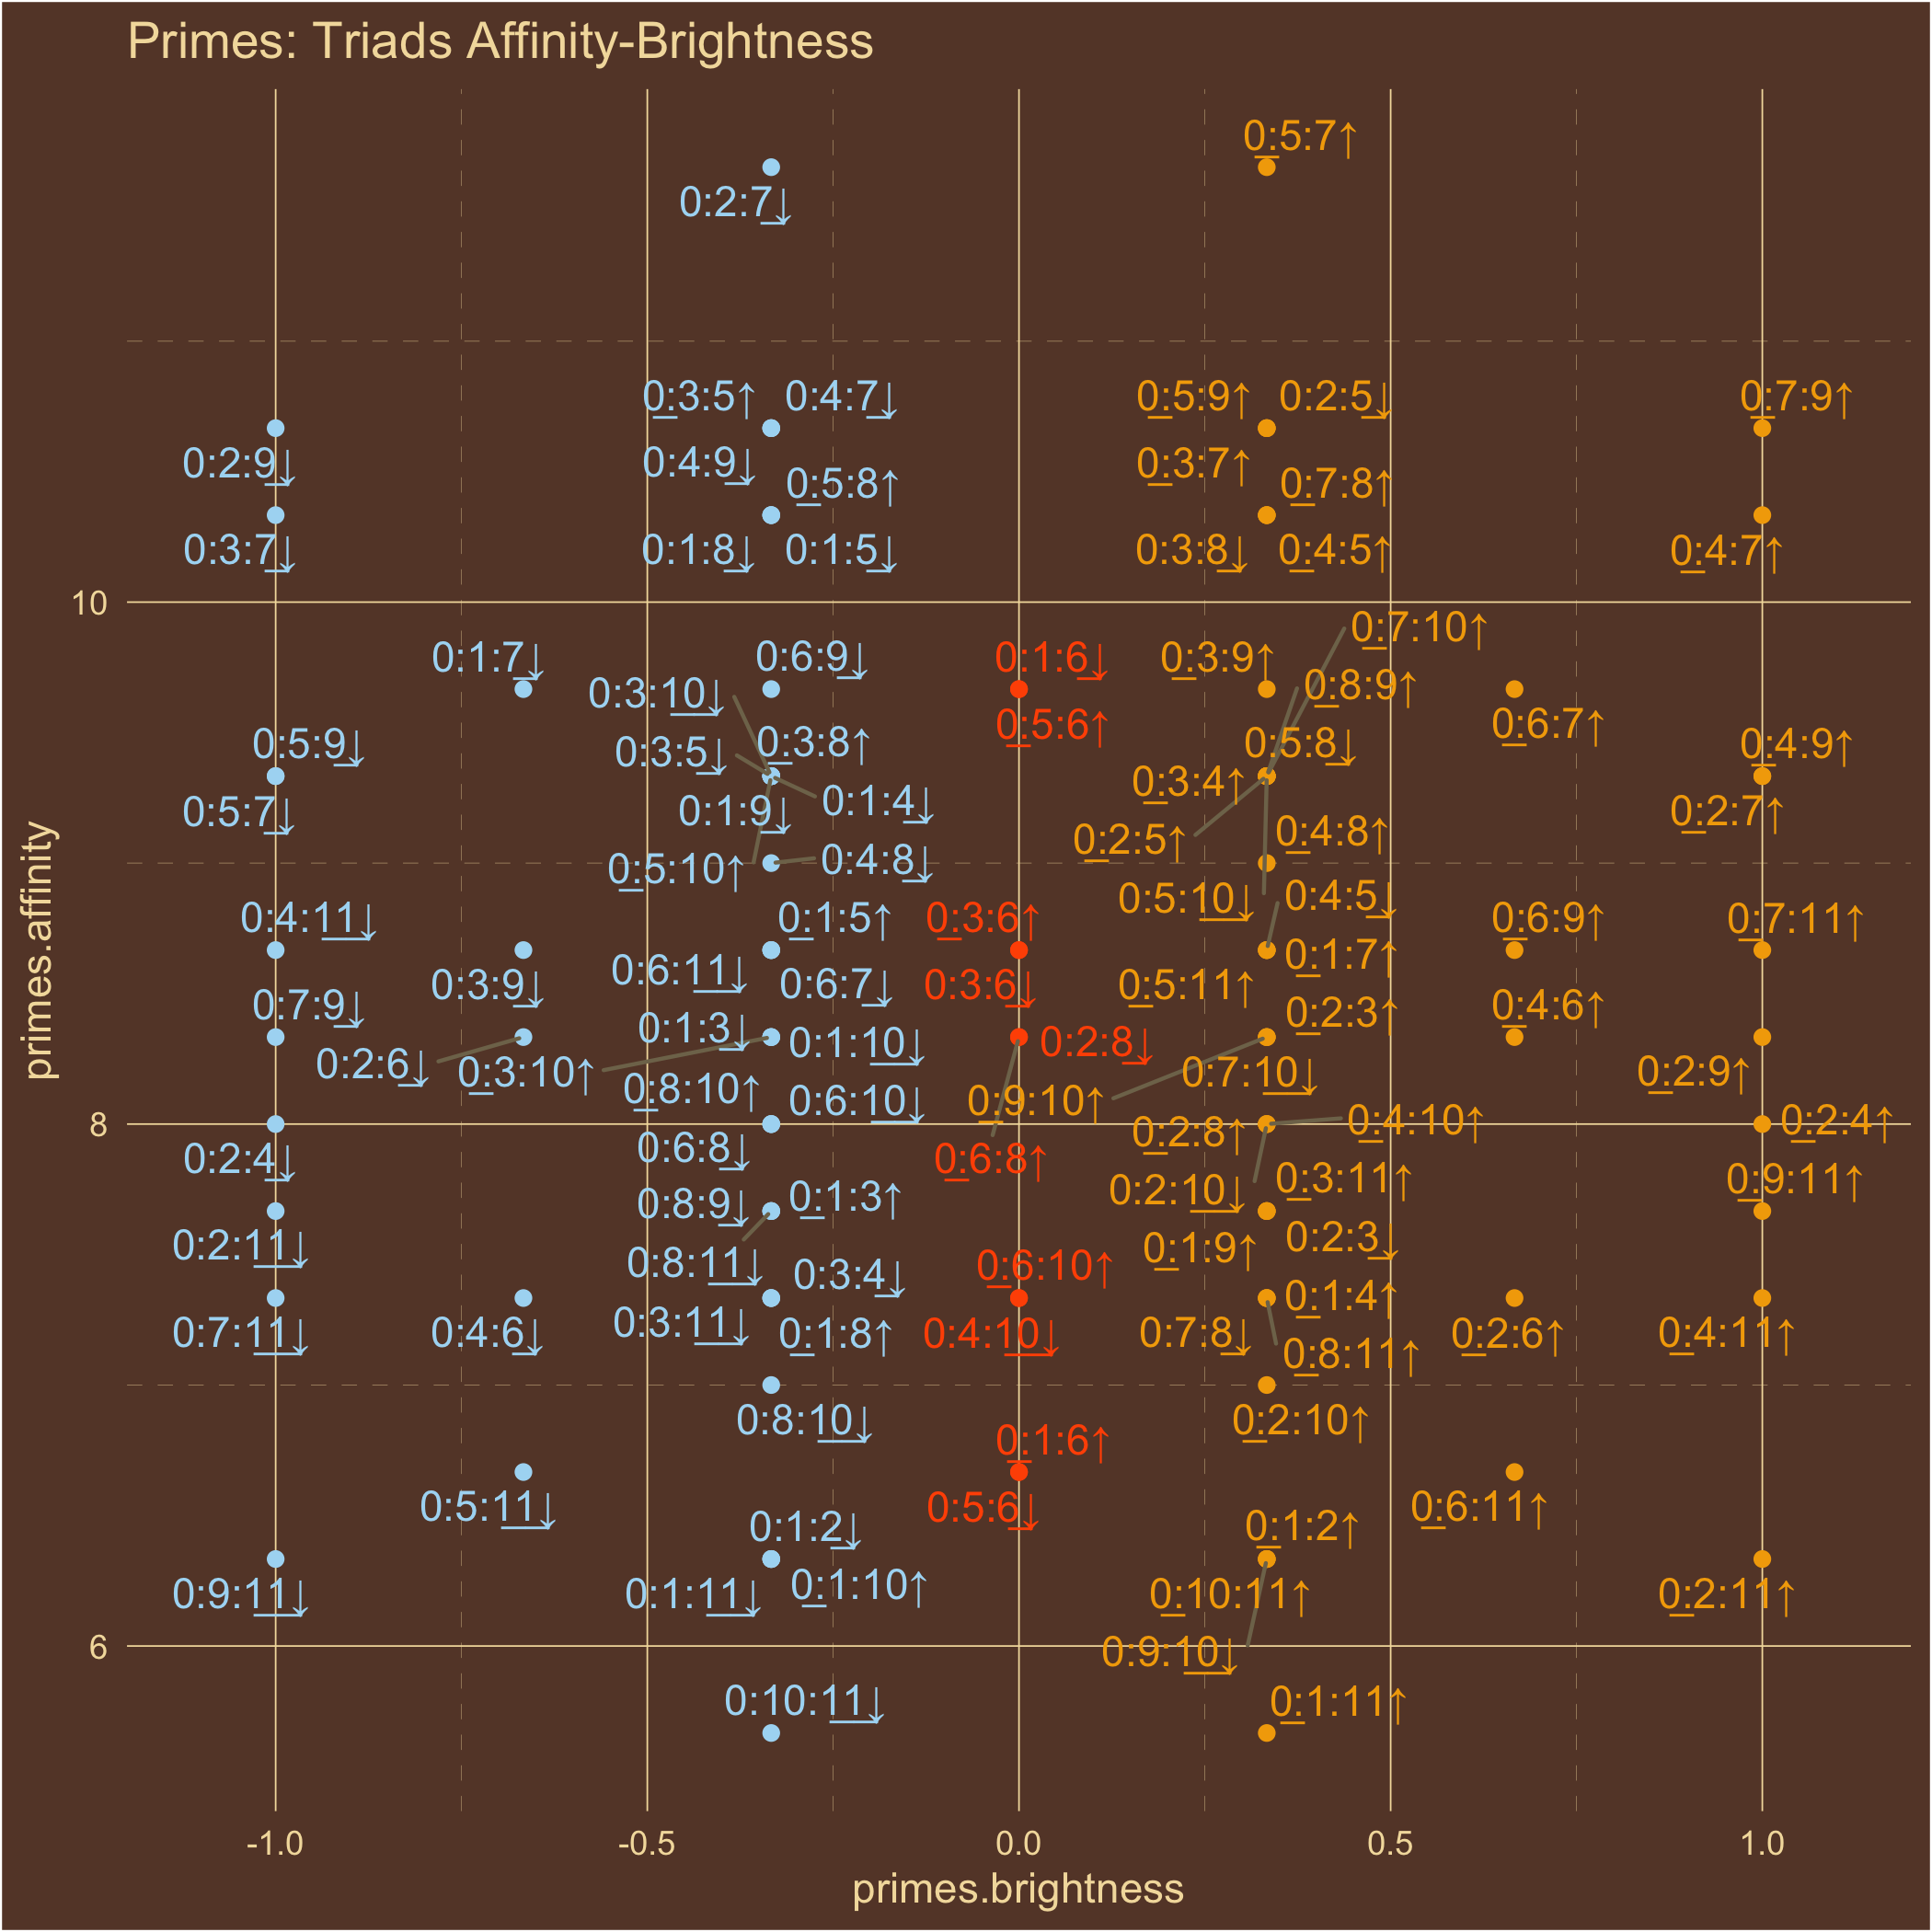 Primes: Triads Affinity-Brightness
0:5:7↑
0:2:7↓
0:3:5↑ 0:4:7↓ 0:5:9↑ 0:2:5↓ 0:7:9↑
0:2:9↓ 0:4:9↓ 0:3:7↑
0:5:8↑ 0:7:8↑
0:3:7↓ 0:1:8↓ 0:1:5↓ 0:3:8↓ 0:4:5↑ 0:4:7↑
10
0:7:10↑
0:1:7↓ 0:6:9↓ 0:1:6↓ 0:3:9↑
0:3:10↓ 0:8:9↑
0:5:6↑ 0:6:7↑
0:5:9↓ 0:3:5↓ 0:3:8↑ 0:5:8↓ 0:4:9↑
0:3:4↑
0:5:7↓ 0:1:9↓ 0:1:4↓ 0:2:7↑
0:2:5↑ 0:4:8↑
0:5:10↑ 0:4:8↓
0:5:10↓ 0:4:5↓
0:4:11↓ 0:1:5↑ 0:3:6↑ 0:6:9↑ 0:7:11↑
0:6:11↓ 0:1:7↑
0:3:9↓ 0:6:7↓ 0:3:6↓ 0:5:11↑
0:7:9↓ 0:1:3↓ 0:2:3↑ 0:4:6↑
0:1:10↓ 0:2:8↓
0:2:6↓ 0:3:10↑ 0:7:10↓ 0:2:9↑
0:8:10↑ 0:6:10↓ 0:9:10↑
8
0:2:8↑ 0:4:10↑ 0:2:4↑
0:2:4↓ 0:6:8↓ 0:6:8↑
0:8:9↓ 0:1:3↑ 0:2:10↓ 0:3:11↑ 0:9:11↑
0:2:11↓ 0:1:9↑ 0:2:3↓
0:8:11↓ 0:3:4↓ 0:6:10↑
0:3:11↓ 0:1:4↑
0:7:11↓ 0:4:6↓ 0:1:8↑ 0:4:10↓ 0:7:8↓ 0:2:6↑ 0:4:11↑
0:8:11↑
0:8:10↓ 0:2:10↑
0:1:6↑
0:5:11↓ 0:5:6↓ 0:6:11↑
0:1:2↓ 0:1:2↑
0:9:11↓ 0:1:11↓ 0:1:10↑ 0:10:11↑ 0:2:11↑
6
0:9:10↓
0:10:11↓ 0:1:11↑
-1.0 -0.5 0.0 0.5 1.0
primes.brightness
primes.affinity